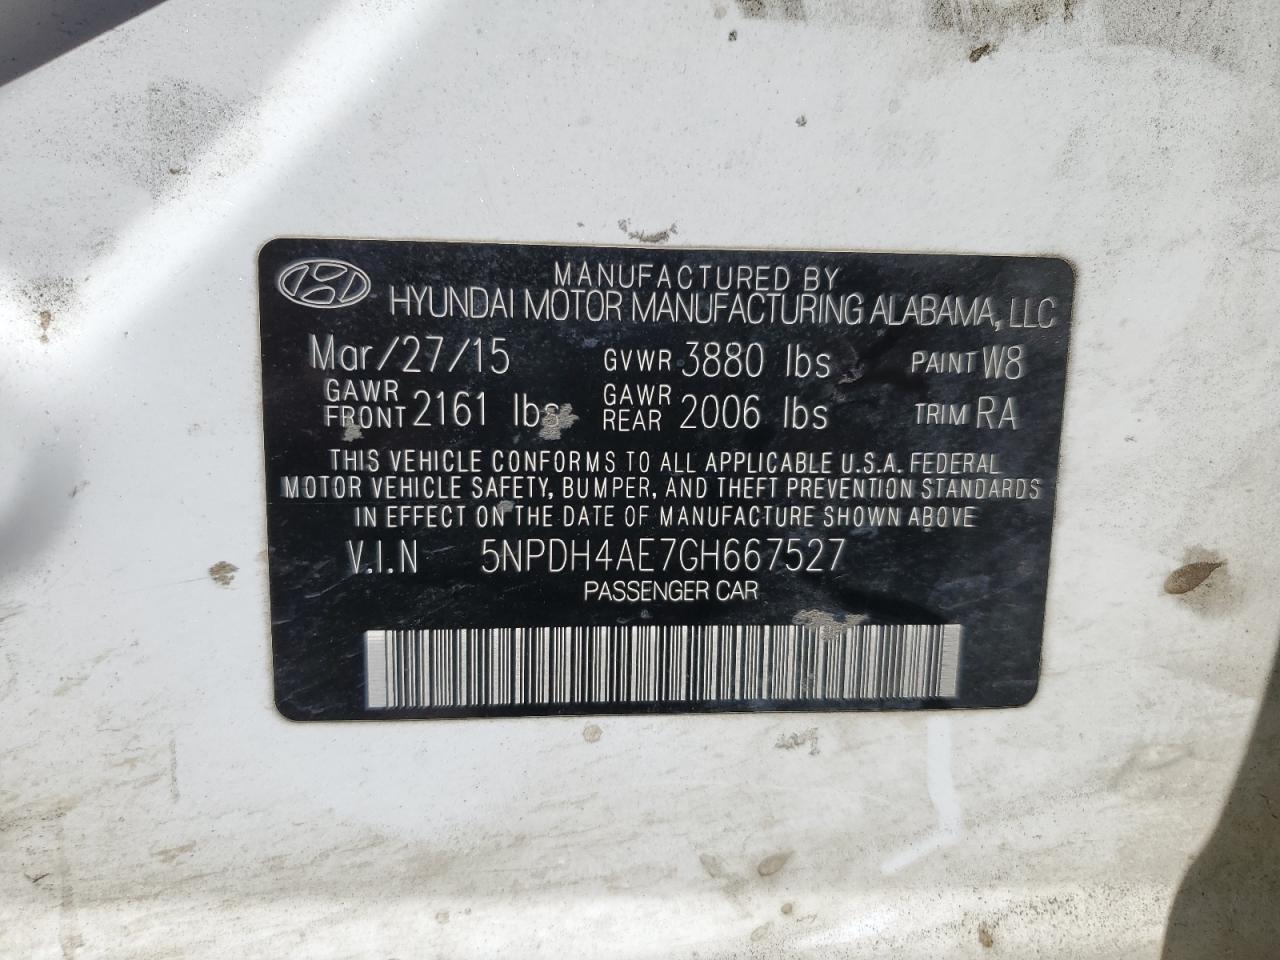 MANUFACTURED BY
HYUNDAI MOTOR MANUFACTURING ALABAMA, LLC
Mar/27/15 GVWR 3880 lbs PAINT W8
GAWR FRONT 2161 lbs GAWR REAR 2006 lbs TRIM RA
THIS VEHICLE CONFORMS TO ALL APPLICABLE U.S.A. FEDERAL
MOTOR VEHICLE SAFETY, BUMPER, AND THEFT PREVENTION STANDARDS
IN EFFECT ON THE DATE OF MANUFACTURE SHOWN ABOVE
V.I.N 5NPDH4AE7GH667527
PASSENGER CAR